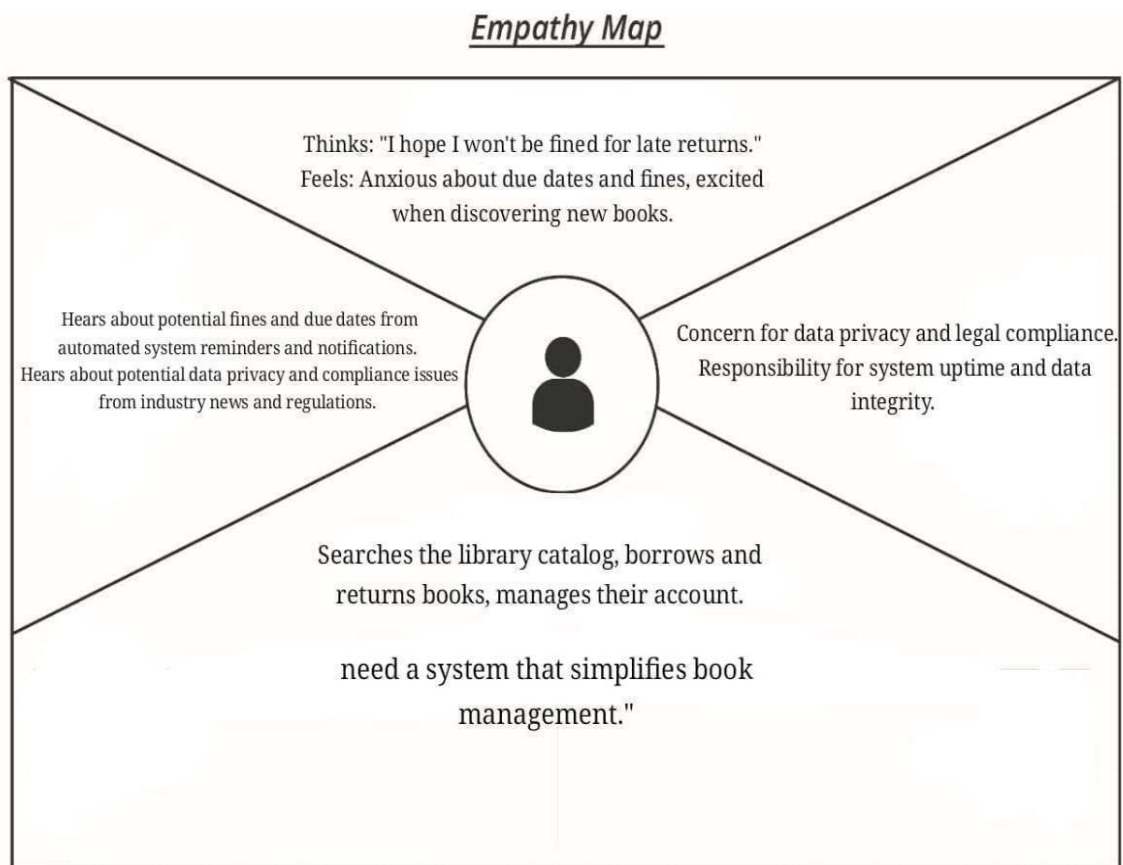 Empathy Map
Thinks: "I hope I won't be fined for late returns."
Feels: Anxious about due dates and fines, excited
when discovering new books.
Hears about potential fines and due dates from
automated system reminders and notifications.
Hears about potential data privacy and compliance issues
from industry news and regulations.
Concern for data privacy and legal compliance.
Responsibility for system uptime and data
integrity.
Searches the library catalog, borrows and
returns books, manages their account.
need a system that simplifies book
management."